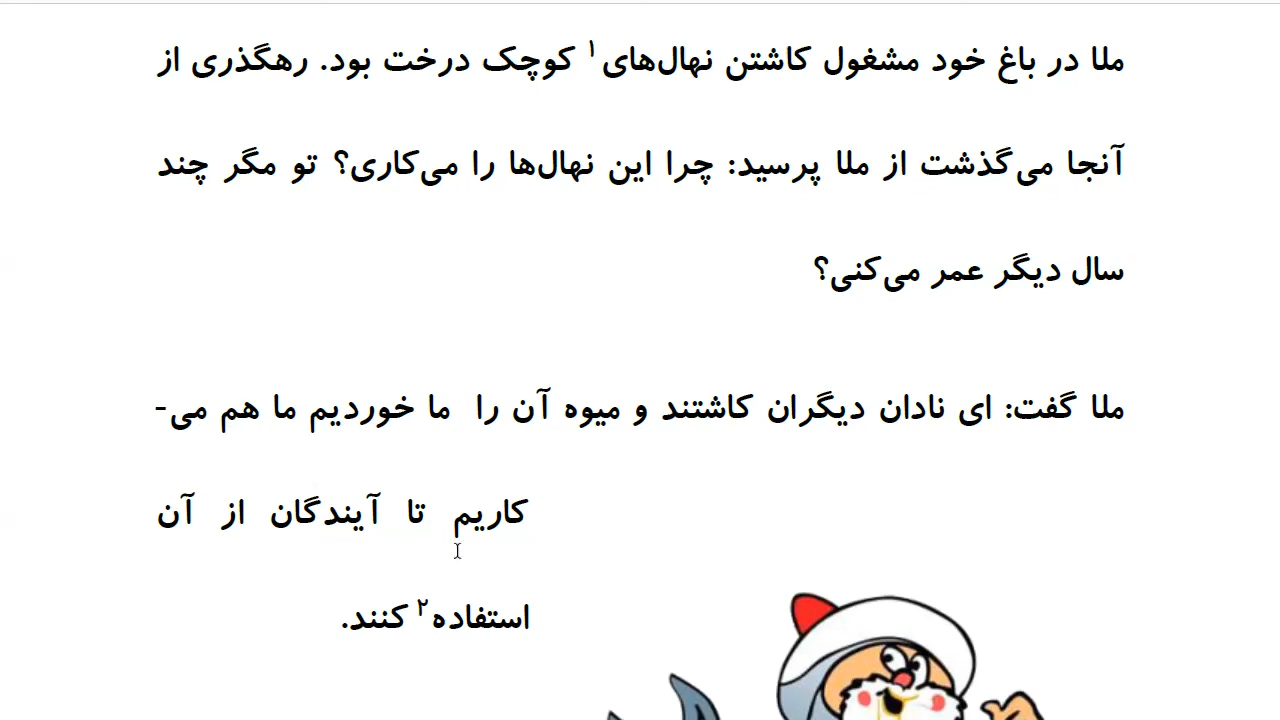 ملا در باغ خود مشغول کاشتن نهال‌های۱ کوچک درخت بود. رهگذری از
آنجا می‌گذشت از ملا پرسید: چرا این نهال‌ها را می‌کاری؟ تو مگر چند
سال دیگر عمر می‌کنی؟
ملا گفت: ای نادان دیگران کاشتند و میوه آن را ما خوردیم ما هم می-
کاریم تا آیندگان از آن
استفاده۲ کنند.